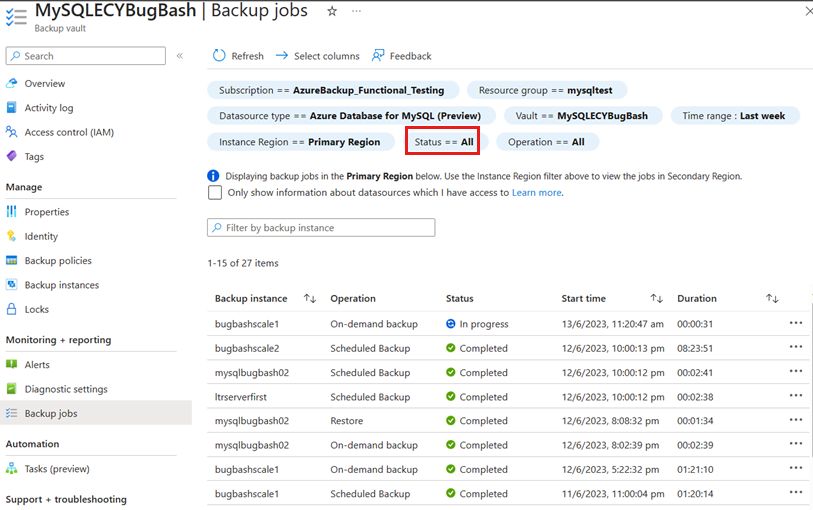 MySQLECYBugBash | Backup jobs ☆ ...
Backup vault
Search
«
Overview
Activity log
Access control (IAM)
Tags
Manage
Properties
Identity
Backup policies
Backup instances
Locks
Monitoring + reporting
Alerts
Diagnostic settings
Backup jobs
Automation
Tasks (preview)
Support + troubleshooting
Refresh Select columns Feedback
Subscription == AzureBackup_Functional_Testing Resource group == mysqltest
Datasource type == Azure Database for MySQL (Preview) Vault == MySQLECYBugBash Time range : Last week
Instance Region == Primary Region Status == All Operation == All
Displaying backup jobs in the Primary Region below. Use the Instance Region filter above to view the jobs in Secondary Region.
Only show information about datasources which I have access to Learn more.
Filter by backup instance
1-15 of 27 items
Backup instance Operation Status Start time Duration
bugbashscale1 On-demand backup In progress 13/6/2023, 11:20:47 am 00:00:31 ...
bugbashscale2 Scheduled Backup Completed 12/6/2023, 10:00:13 pm 08:23:51 ...
mysqlbugbash02 Scheduled Backup Completed 12/6/2023, 10:00:12 pm 00:02:41 ...
ltrserverfirst Scheduled Backup Completed 12/6/2023, 10:00:12 pm 00:02:38 ...
mysqlbugbash02 Restore Completed 12/6/2023, 8:08:32 pm 00:01:34 ...
mysqlbugbash02 On-demand backup Completed 12/6/2023, 8:02:39 pm 00:02:39 ...
bugbashscale1 On-demand backup Completed 12/6/2023, 5:22:32 pm 01:21:10 ...
bugbashscale1 Scheduled Backup Completed 11/6/2023, 11:00:04 pm 01:20:14 ...